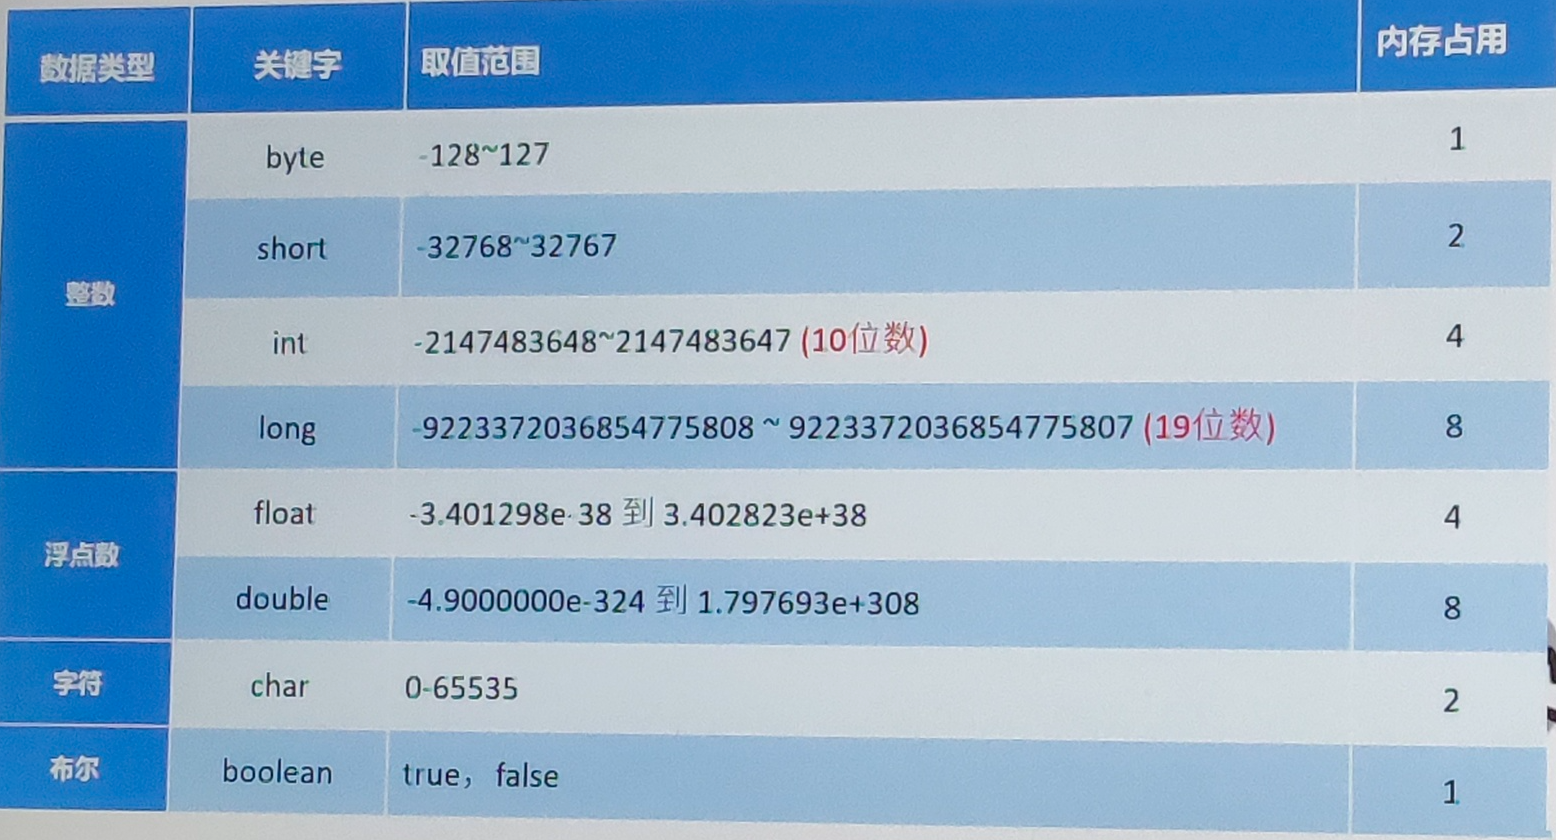 数据类型 关键字 取值范围 内存占用
整数 byte -128~127 1
short -32768~32767 2
int -2147483648~2147483647 (10位数) 4
long -9223372036854775808 ~ 9223372036854775807 (19位数) 8
浮点数 float -3.401298e-38 到 3.402823e+38 4
double -4.9000000e-324 到 1.797693e+308 8
字符 char 0-65535 2
布尔 boolean true， false 1